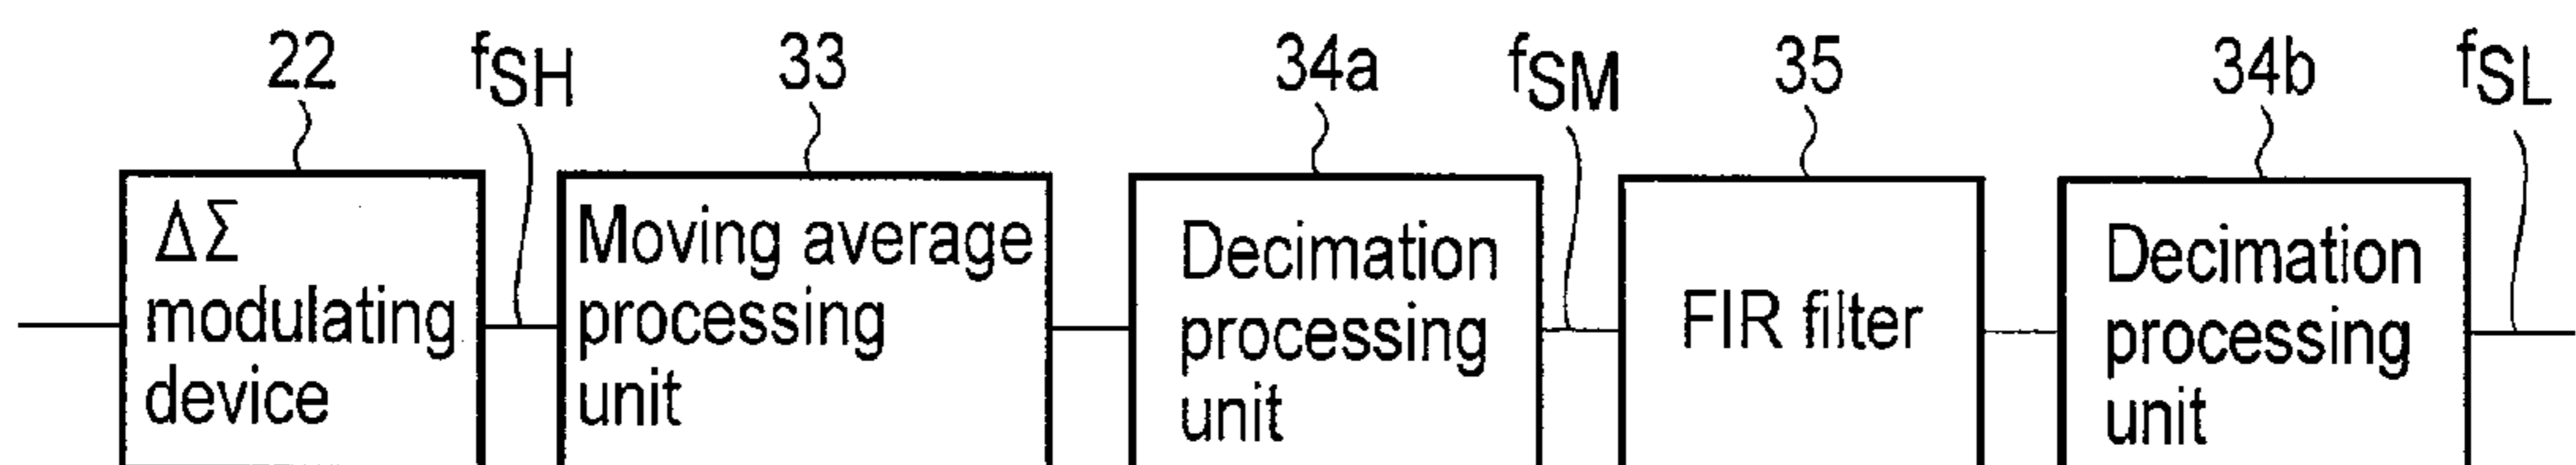 22
fSH
33
34a
fSM
35
34b
fSL
ΔΣ
modulating
device
Moving average
processing
unit
Decimation
processing
unit
FIR filter
Decimation
processing
unit